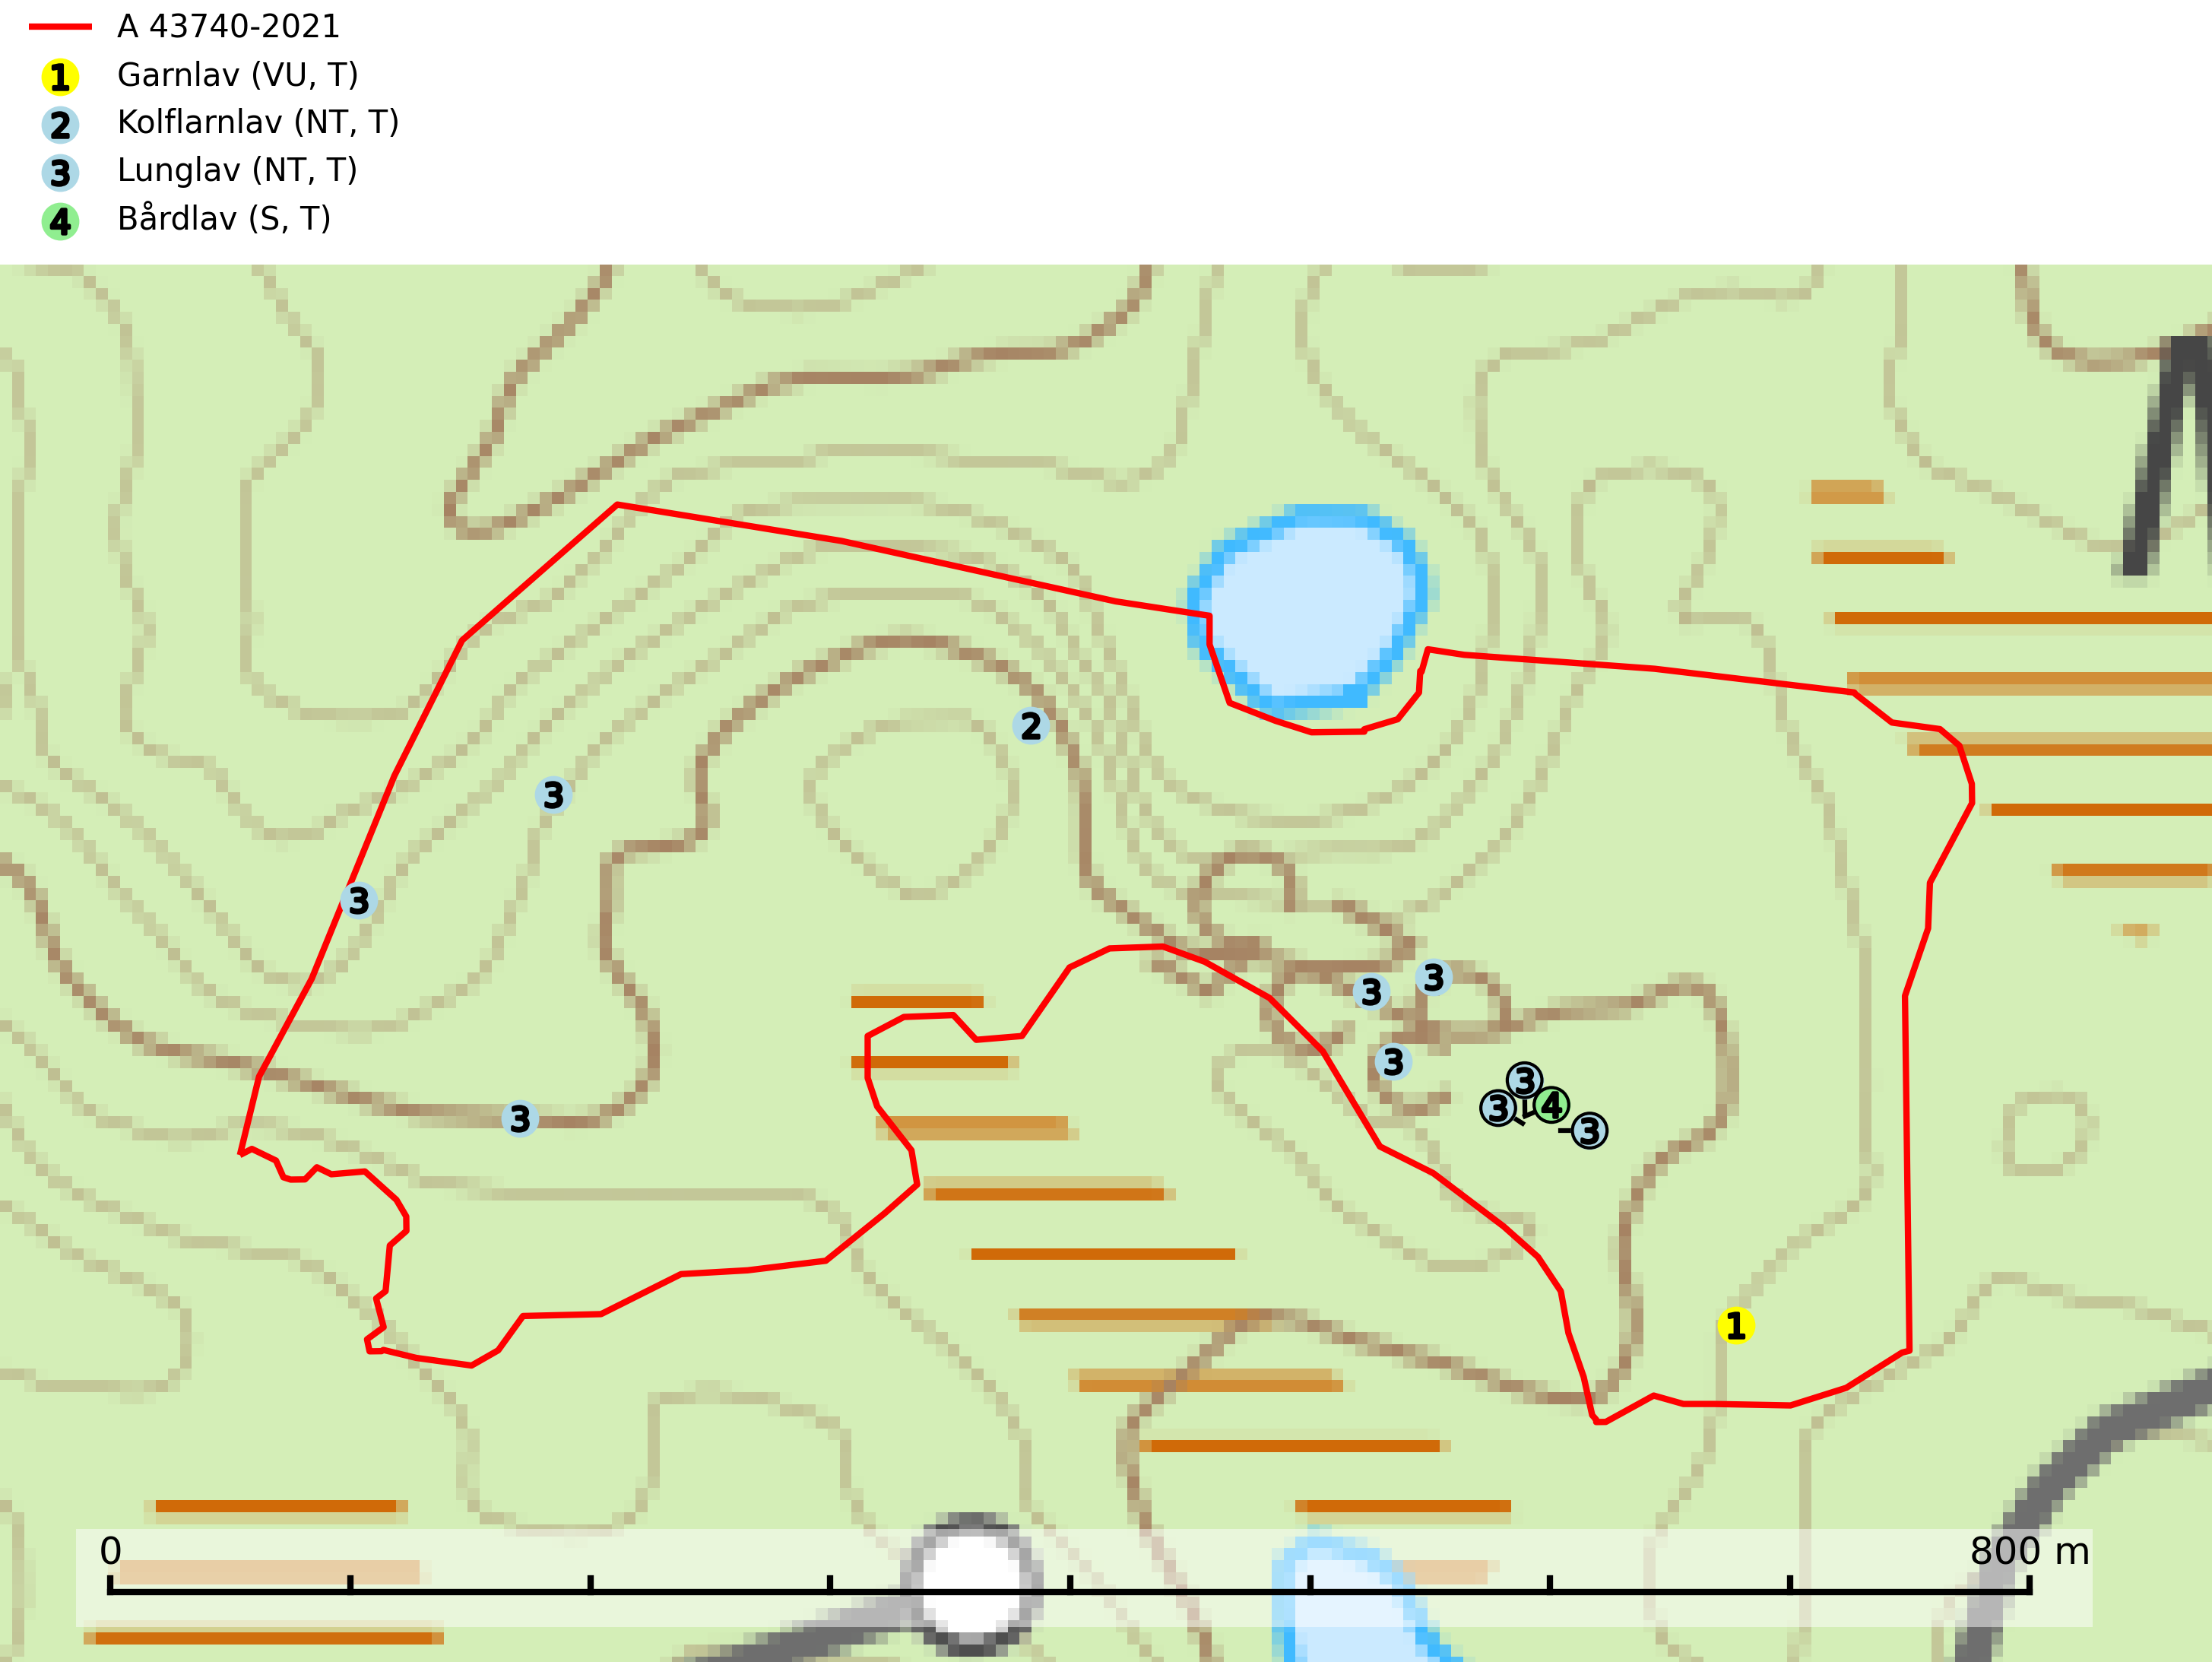 A 43740-2021
1 Garnlav (VU, T)
2 Kolflarnlav (NT, T)
3 Lunglav (NT, T)
4 Bårdlav (S, T)
2
3
3
3
3
3
3
3
3
4
3
1
0 800 m